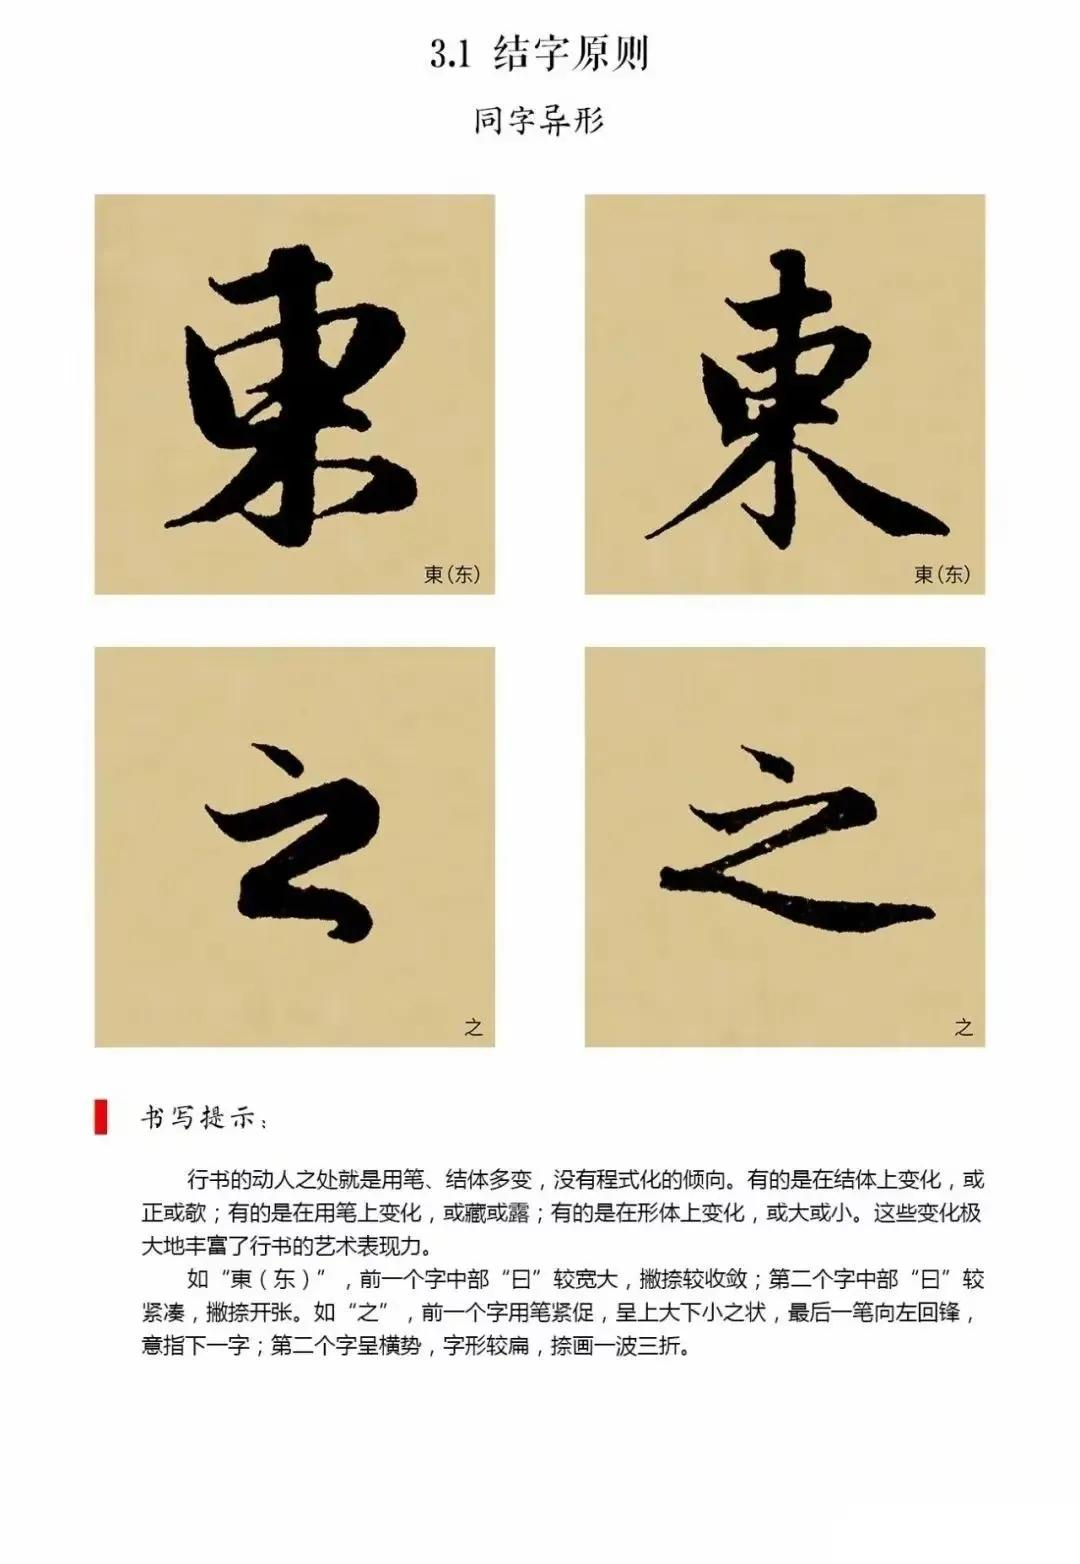 3.1 结字原则
同字异形
東
東
東(东)
東(东)
之
之
之
之
书写提示:
行书的动人之处就是用笔、结体多变,没有程式化的倾向。有的是在结体上变化,或
正或欹;有的是在用笔上变化,或藏或露;有的是在形体上变化,或大或小。这些变化极
大地丰富了行书的艺术表现力。
如“東(东)”,前一个字中部“曰”较宽大,撇捺较收敛;第二个字中部“曰”较
紧凑,撇捺开张。如“之”,前一个字用笔紧促,呈上大下小之状,最后一笔向左回锋,
意指下一字;第二个字呈横势,字形较扁,捺画一波三折。